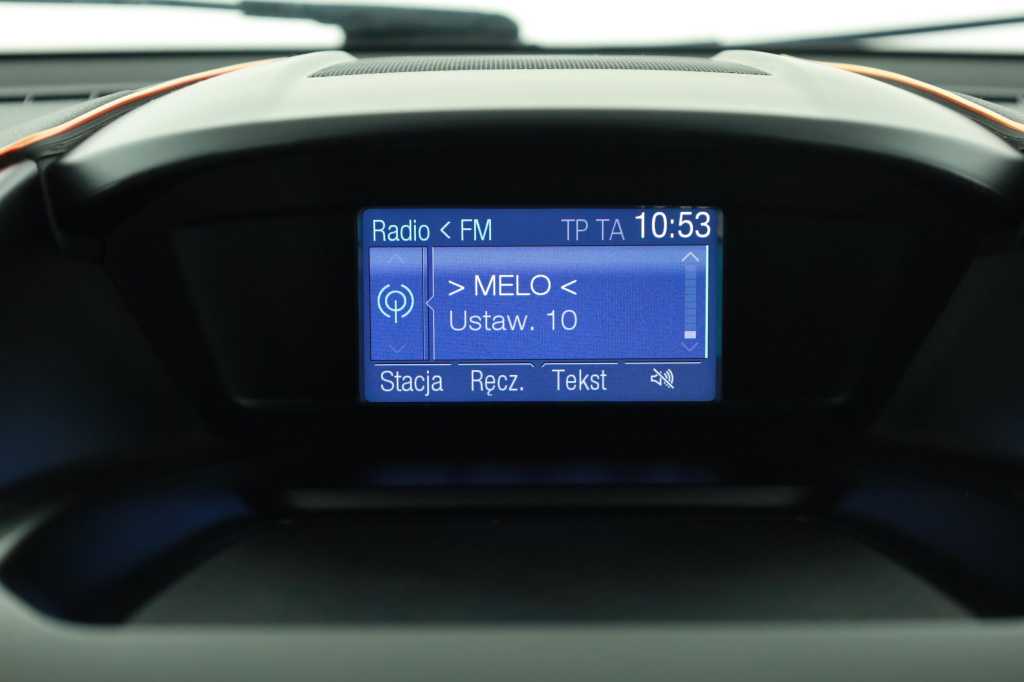 Radio < FM TP TA 10:53
> MELO <
Ustaw. 10
Stacja Ręcz. Tekst